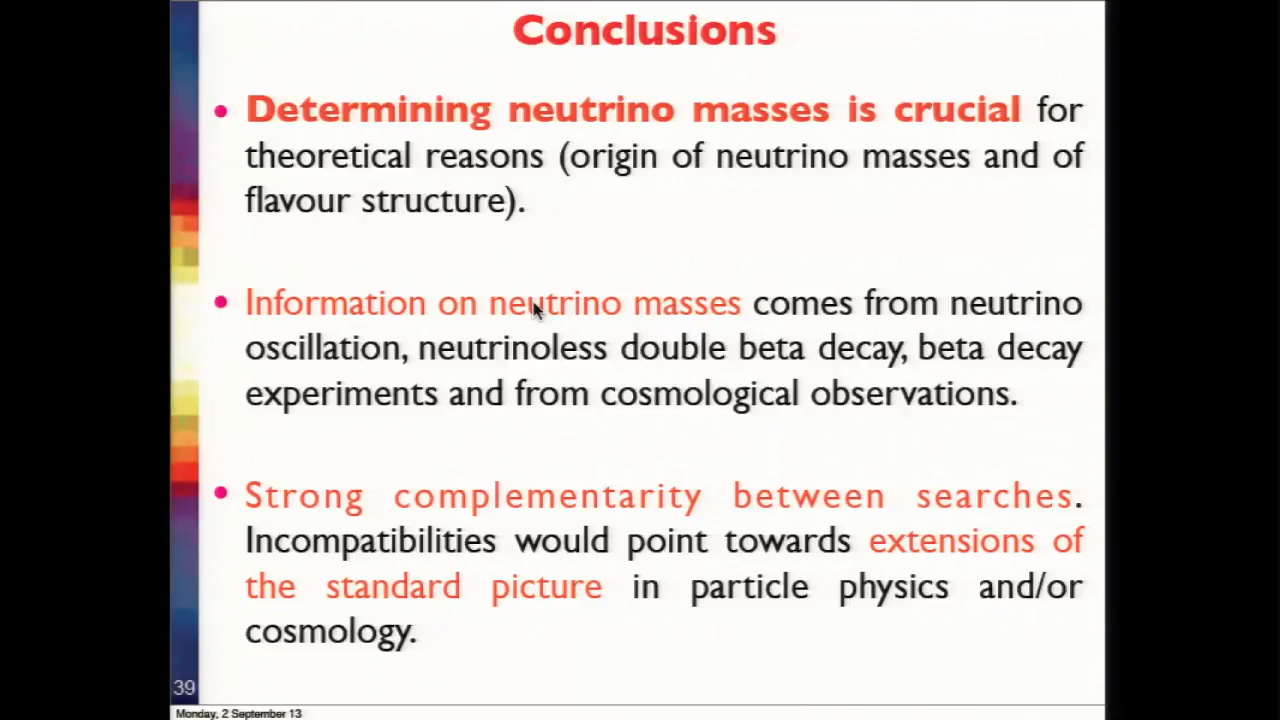 Conclusions
• Determining neutrino masses is crucial for
theoretical reasons (origin of neutrino masses and of
flavour structure).
• Information on neutrino masses comes from neutrino
oscillation, neutrinoless double beta decay, beta decay
experiments and from cosmological observations.
• Strong complementarity between searches.
Incompatibilities would point towards extensions of
the standard picture in particle physics and/or
cosmology.
39
Monday, 2 September 13